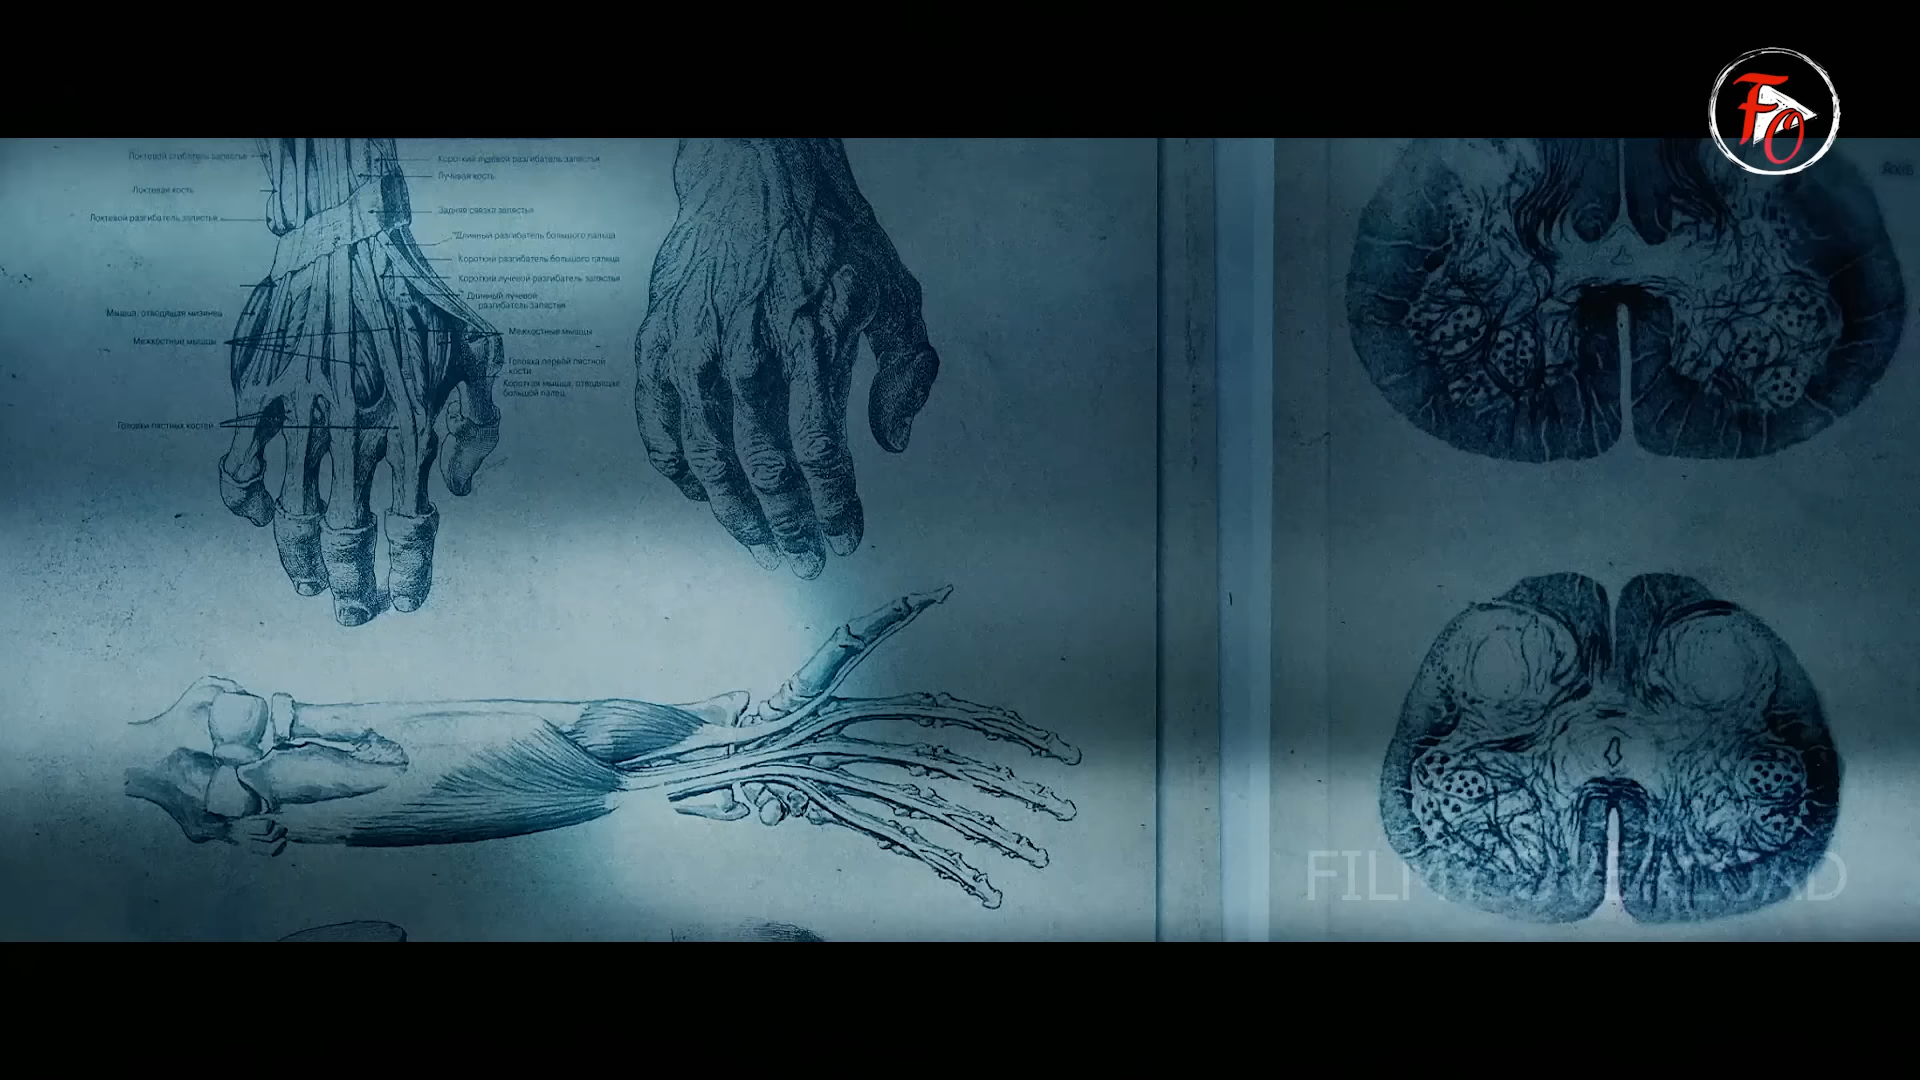 FO
Локтевой сгибатель запястья
Короткий лучевой разгибатель запястья
Локтевая кость
Лучевая кость
Локтевой разгибатель запястья
Задняя связка запястья
Длинный разгибатель большого пальца
Короткий разгибатель большого пальца
Короткий лучевой разгибатель запястья
Длинный лучевой
разгибатель запястья
Мышца, отводящая мизинец
Межкостные мышцы
Межкостные мышцы
Головка первой пястной
кости
Короткая мышца, отводящая
большой палец
Головки пястных костей